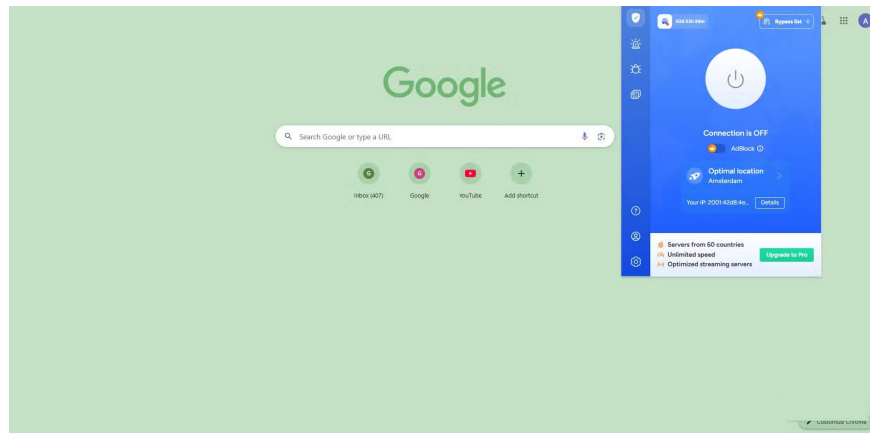 Google
Search Google or type a URL
G
G
Inbox (407)
Google
YouTube
Add shortcut
Bypass list
A
Connection is OFF
AdBlock
Optimal location
Amsterdam
Your IP: 2001:42d8:4e...
Details
Servers from 60 countries
Unlimited speed
Optimized streaming servers
Upgrade to Pro
Customize Chrome